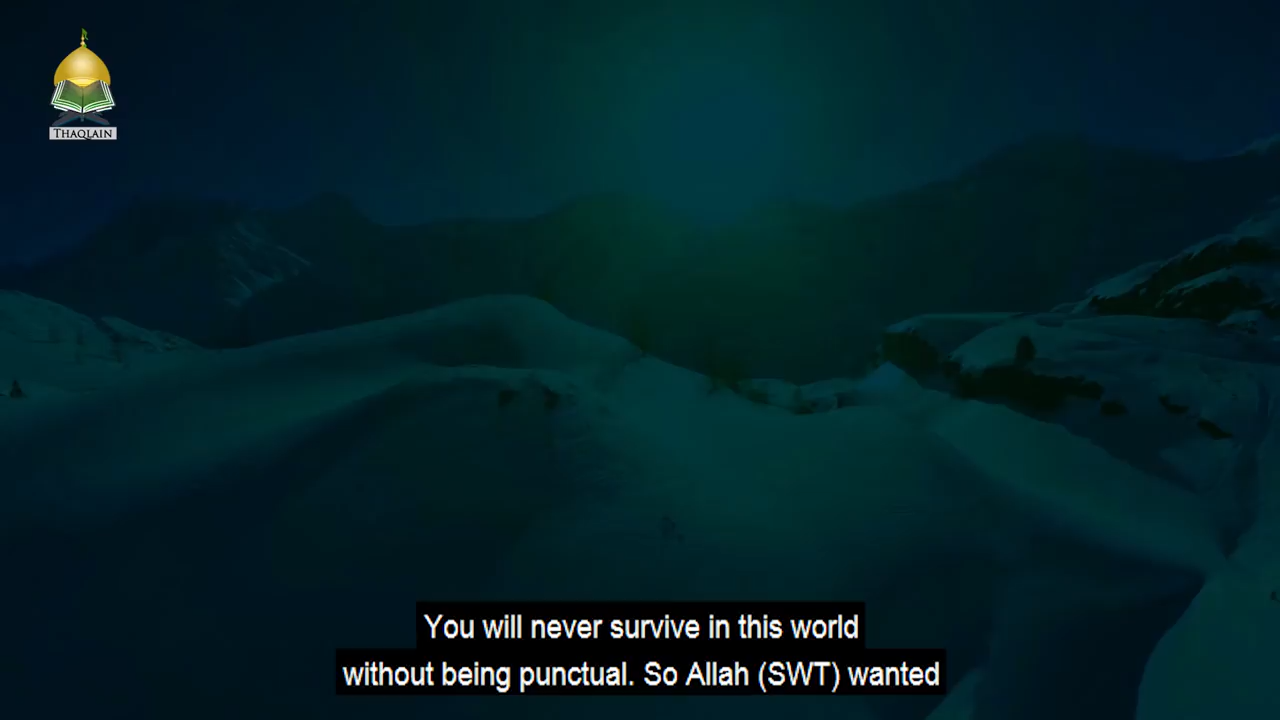 THAQLAIN
You will never survive in this world
without being punctual. So Allah (SWT) wanted